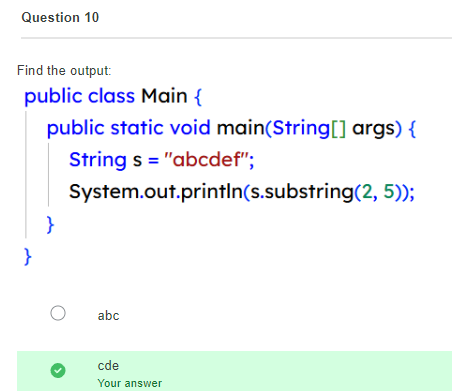 Question 10
Find the output:
public class Main {
public static void main(String[] args) {
String s = "abcdef";
System.out.println(s.substring(2, 5));
}
}
abc
cde
Your answer